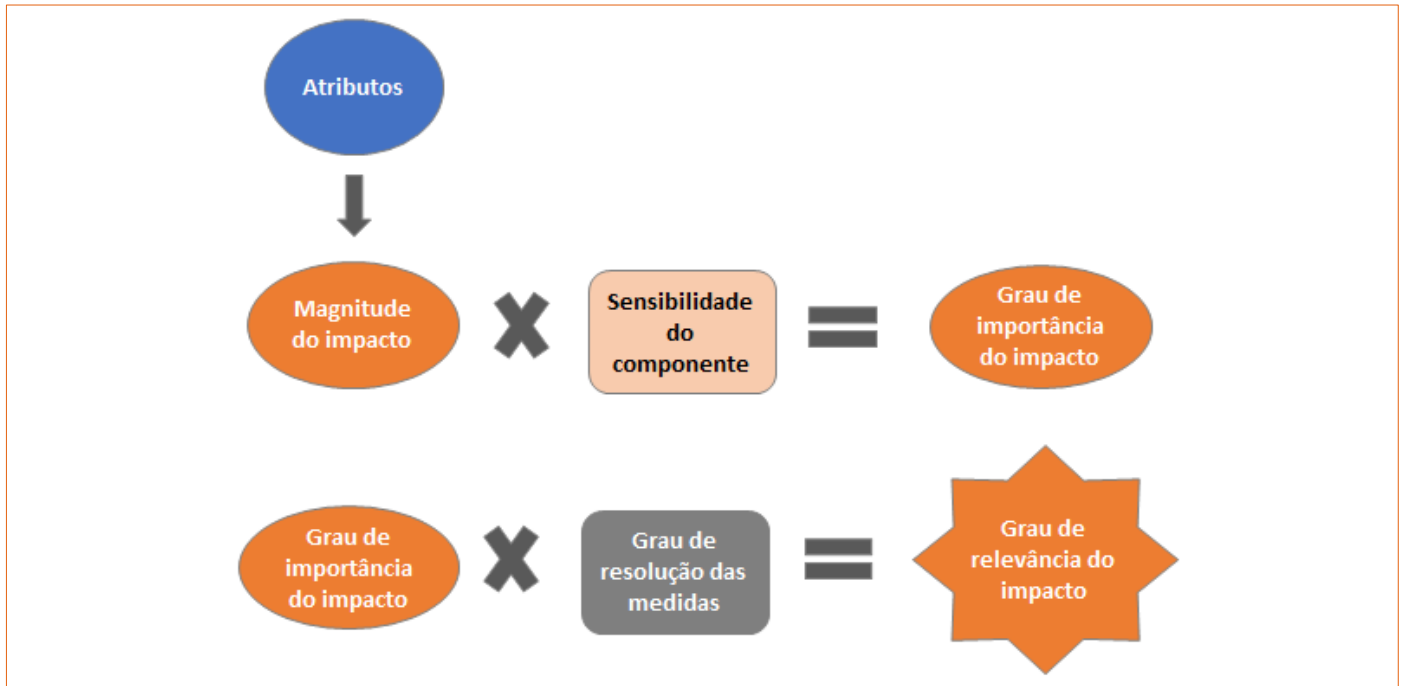 Atributos
Magnitude
do impacto
Sensibilidade
do
componente
Grau de
importância
do impacto
Grau de
importância
do impacto
Grau de
resolução das
medidas
Grau de
relevância do
impacto